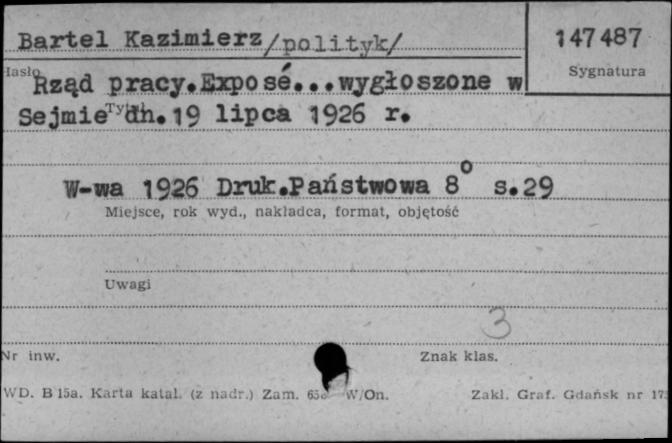 Bartel Kazimierz /polityk/
147487
Hasło
Sygnatura
Rząd pracy. Exposé... wygłoszone w
Sejmie dn. 19 lipca 1926 r.
W-wa 1926 Druk. Państwowa 8° s. 29
Miejsce, rok wyd., nakładca, format, objętość
Uwagi
3
Nr inw.
Znak klas.
WD. B 15a. Karta katal. (z nadr.) Zam. W/On.
Zakł. Graf. Gdańsk nr